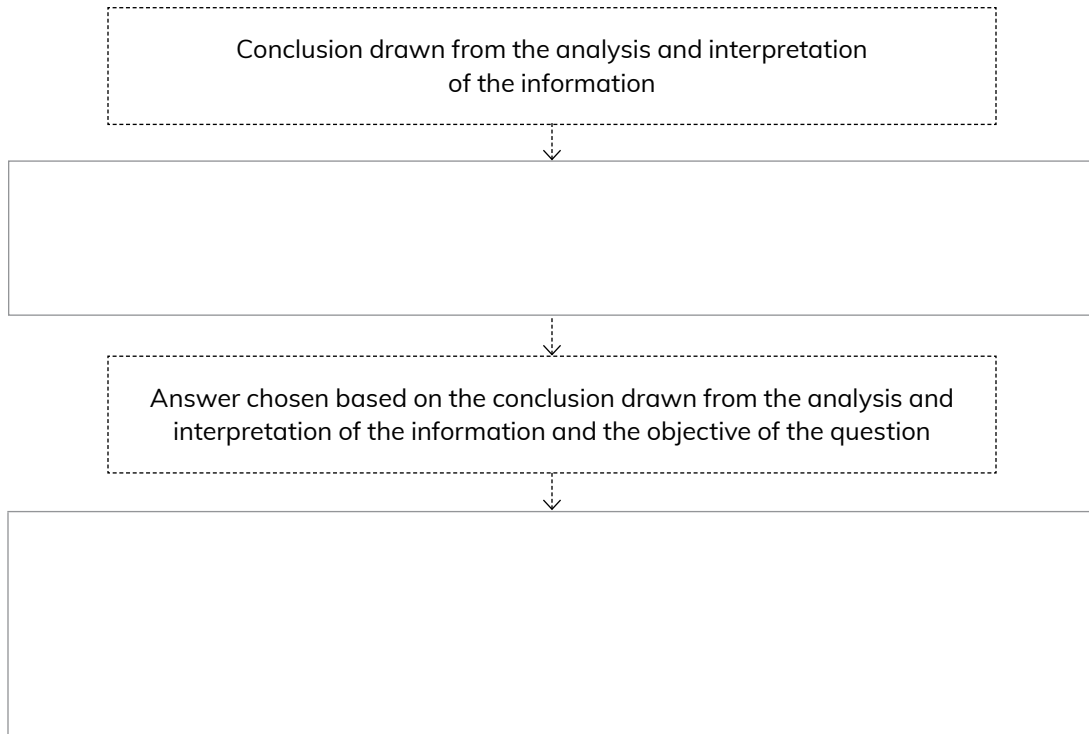 Conclusion drawn from the analysis and interpretation
of the information
Answer chosen based on the conclusion drawn from the analysis and
interpretation of the information and the objective of the question